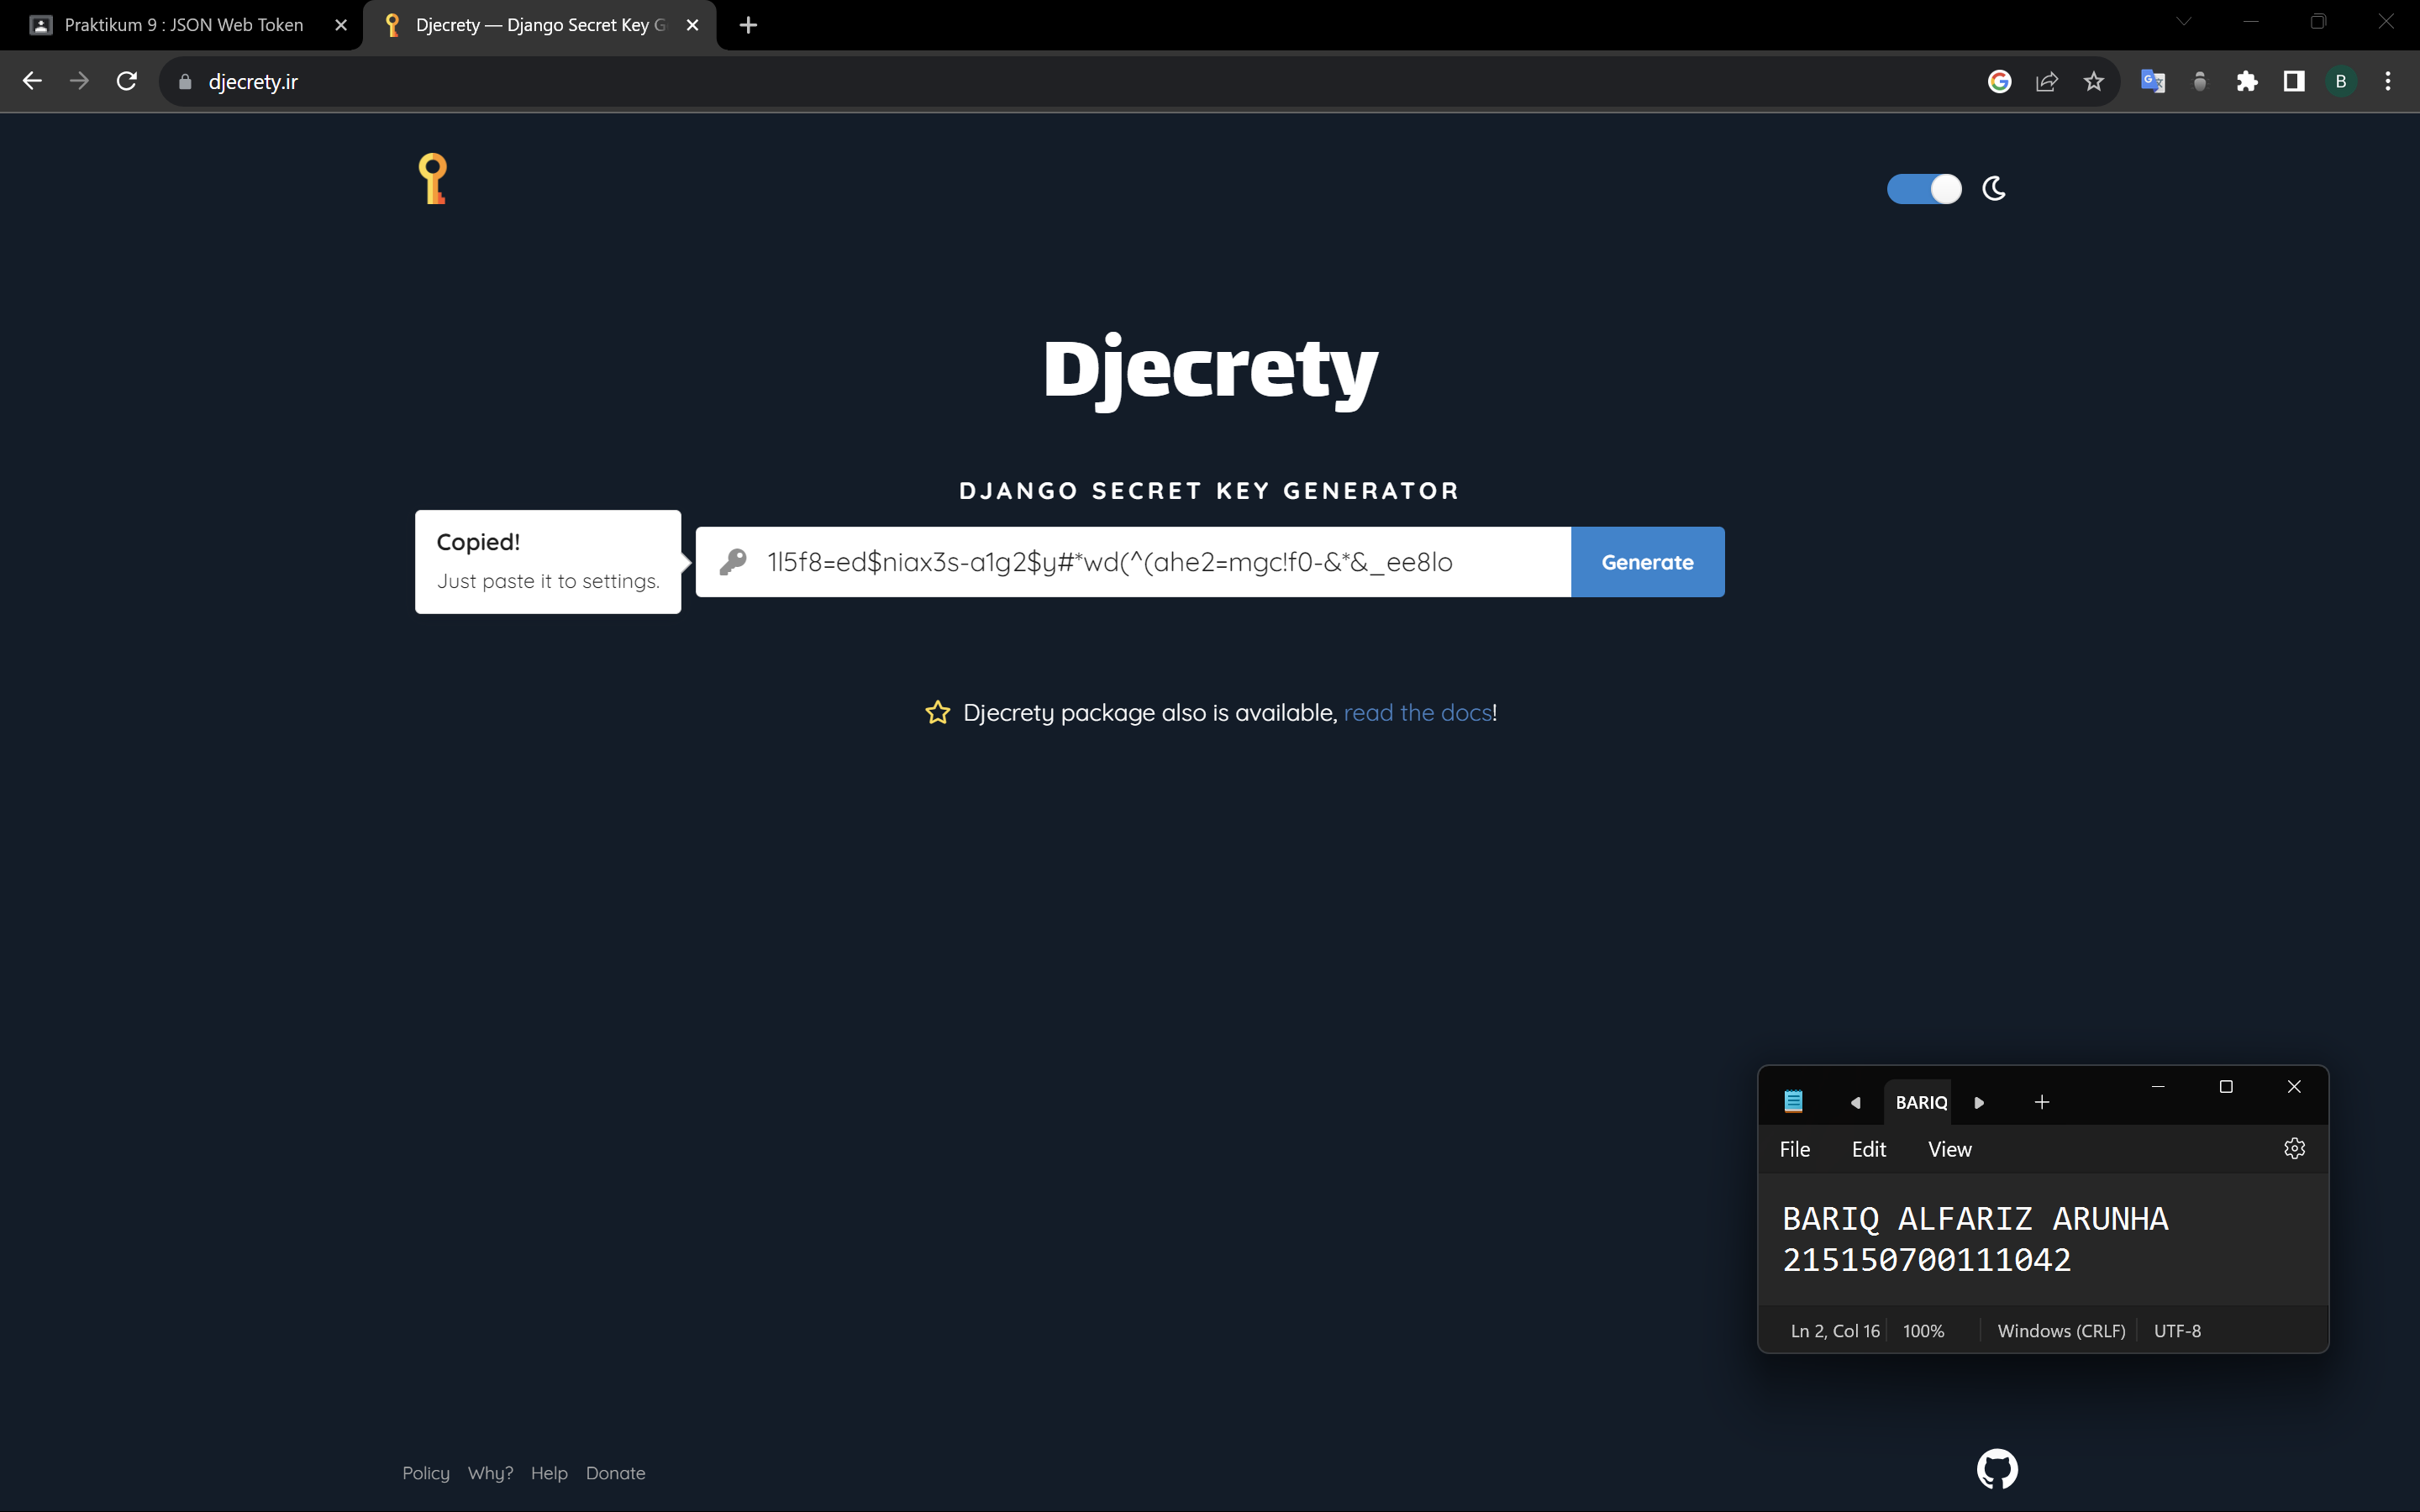 Praktikum 9 : JSON Web Token
Djecrety — Django Secret Key G
djecrety.ir
B
Djecrety
DJANGO SECRET KEY GENERATOR
Copied!
Just paste it to settings.
1l5f8=ed$niax3s-a1g2$y#*wd(^(ahe2=mgc!f0-&*&_ee8lo
Generate
Djecrety package also is available, read the docs!
BARIQ
File Edit View
BARIQ ALFARIZ ARUNHA
215150700111042
Ln 2, Col 16 100% Windows (CRLF) UTF-8
Policy Why? Help Donate